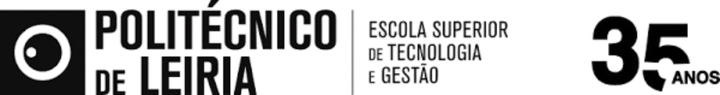 POLITÉCNICO
DE LEIRIA
ESCOLA SUPERIOR
DE TECNOLOGIA
E GESTÃO
35 ANOS